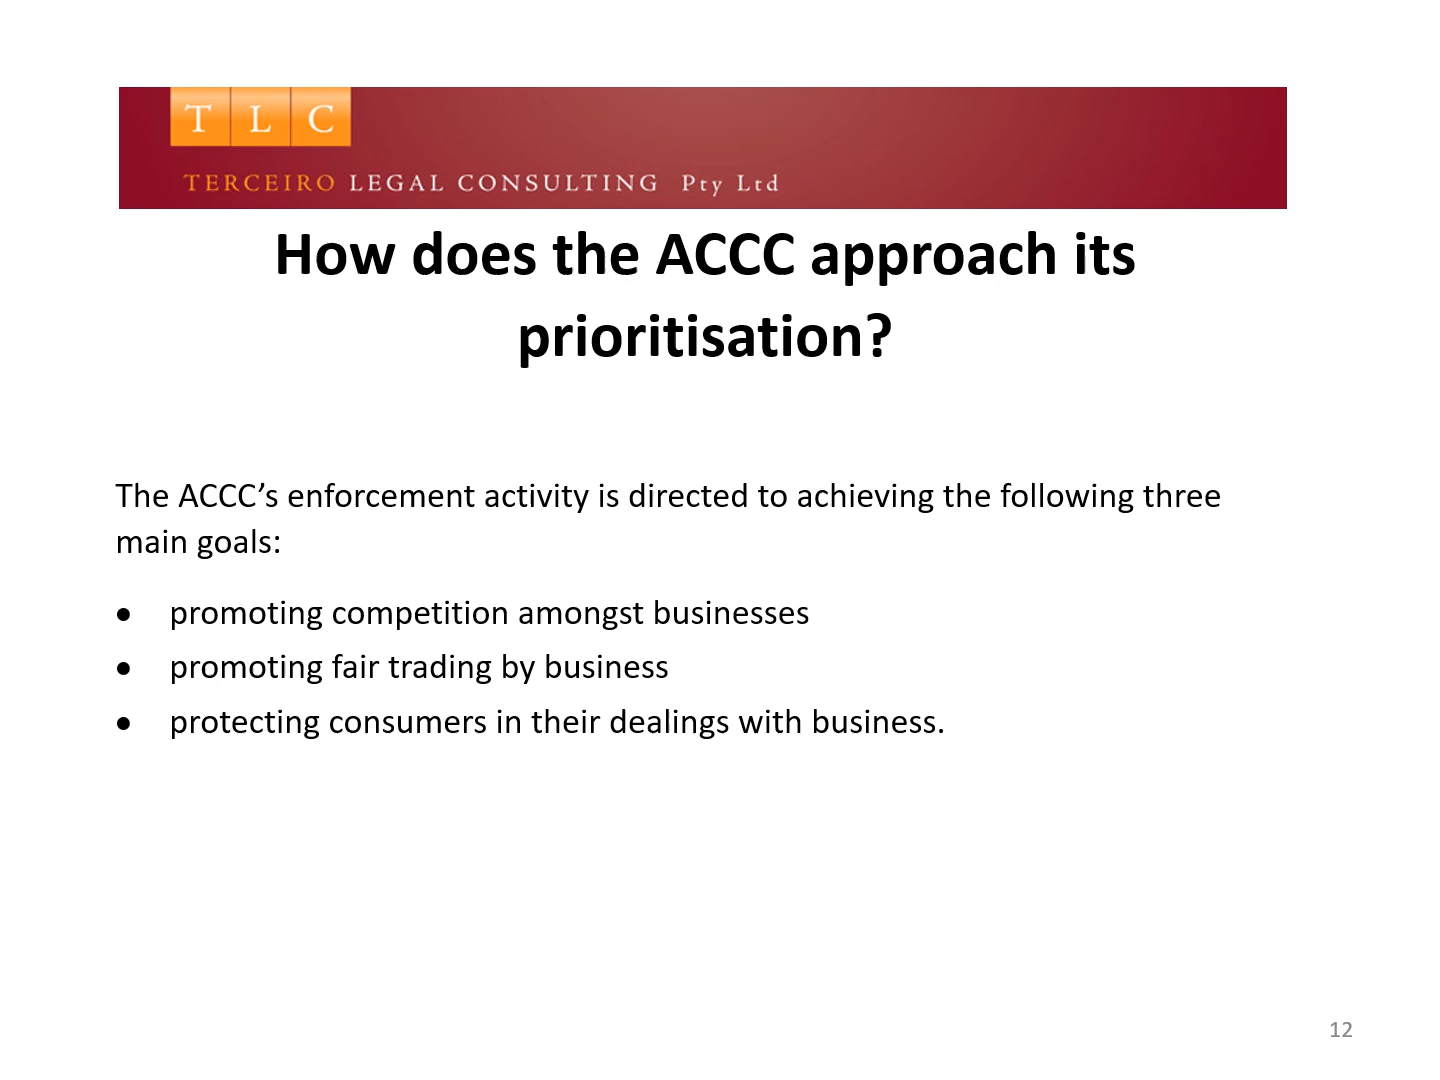 T L C
TERCEIRO LEGAL CONSULTING Pty Ltd
How does the ACCC approach its
prioritisation?
The ACCC’s enforcement activity is directed to achieving the following three
main goals:
• promoting competition amongst businesses
• promoting fair trading by business
• protecting consumers in their dealings with business.
12